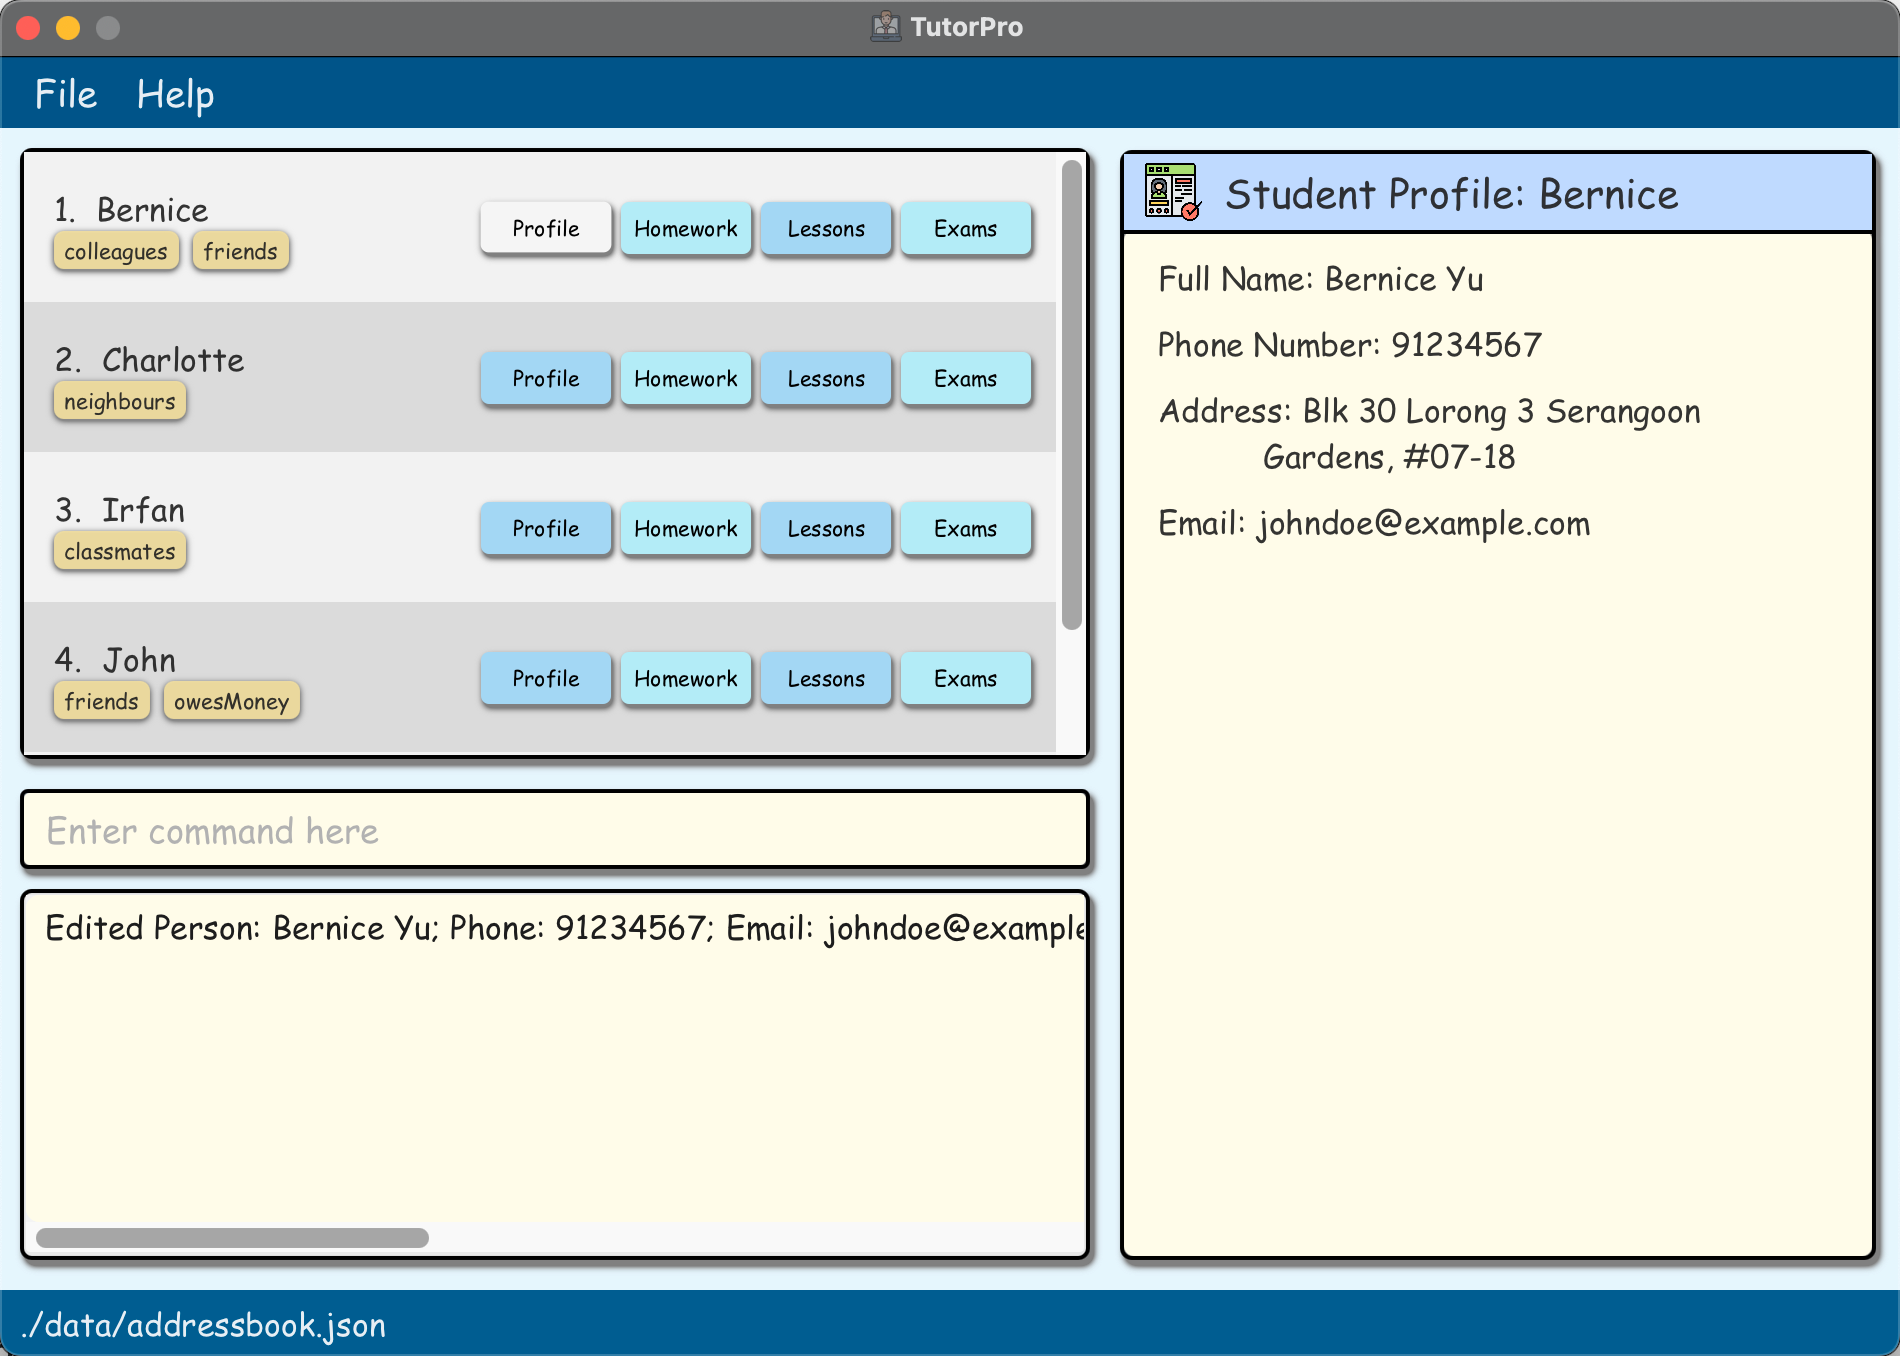 TutorPro
File Help
1. Bernice
colleagues friends
Profile Homework Lessons Exams
2. Charlotte
neighbours
Profile Homework Lessons Exams
3. Irfan
classmates
Profile Homework Lessons Exams
4. John
friends owesMoney
Profile Homework Lessons Exams
Enter command here
Edited Person: Bernice Yu; Phone: 91234567; Email: johndoe@example
Student Profile: Bernice
Full Name: Bernice Yu
Phone Number: 91234567
Address: Blk 30 Lorong 3 Serangoon
Gardens, #07-18
Email: johndoe@example.com
./data/addressbook.json